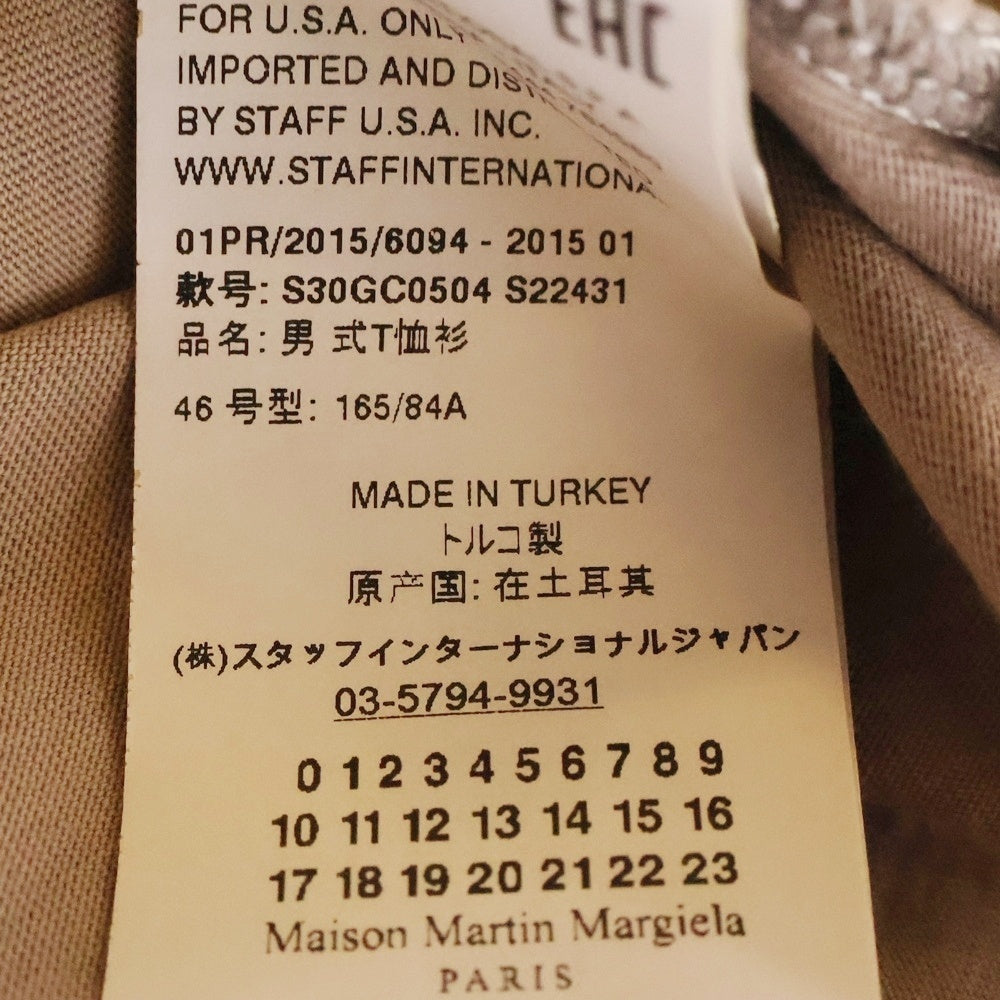 FOR U.S.A. ONLY
IMPORTED AND
BY STAFF U.S.A. INC.
WWW.STAFFINTERNATIONA
EAC
01PR/2015/6094 - 2015 01
款号: S30GC0504 S22431
品名: 男 式T恤衫
46 号型: 165/84A
MADE IN TURKEY
トルコ製
原产国: 在土耳其
(株)スタッフインターナショナルジャパン
03-5794-9931
0 1 2 3 4 5 6 7 8 9
10 11 12 13 14 15 16
17 18 19 20 21 22 23
Maison Martin Margiela
PARIS